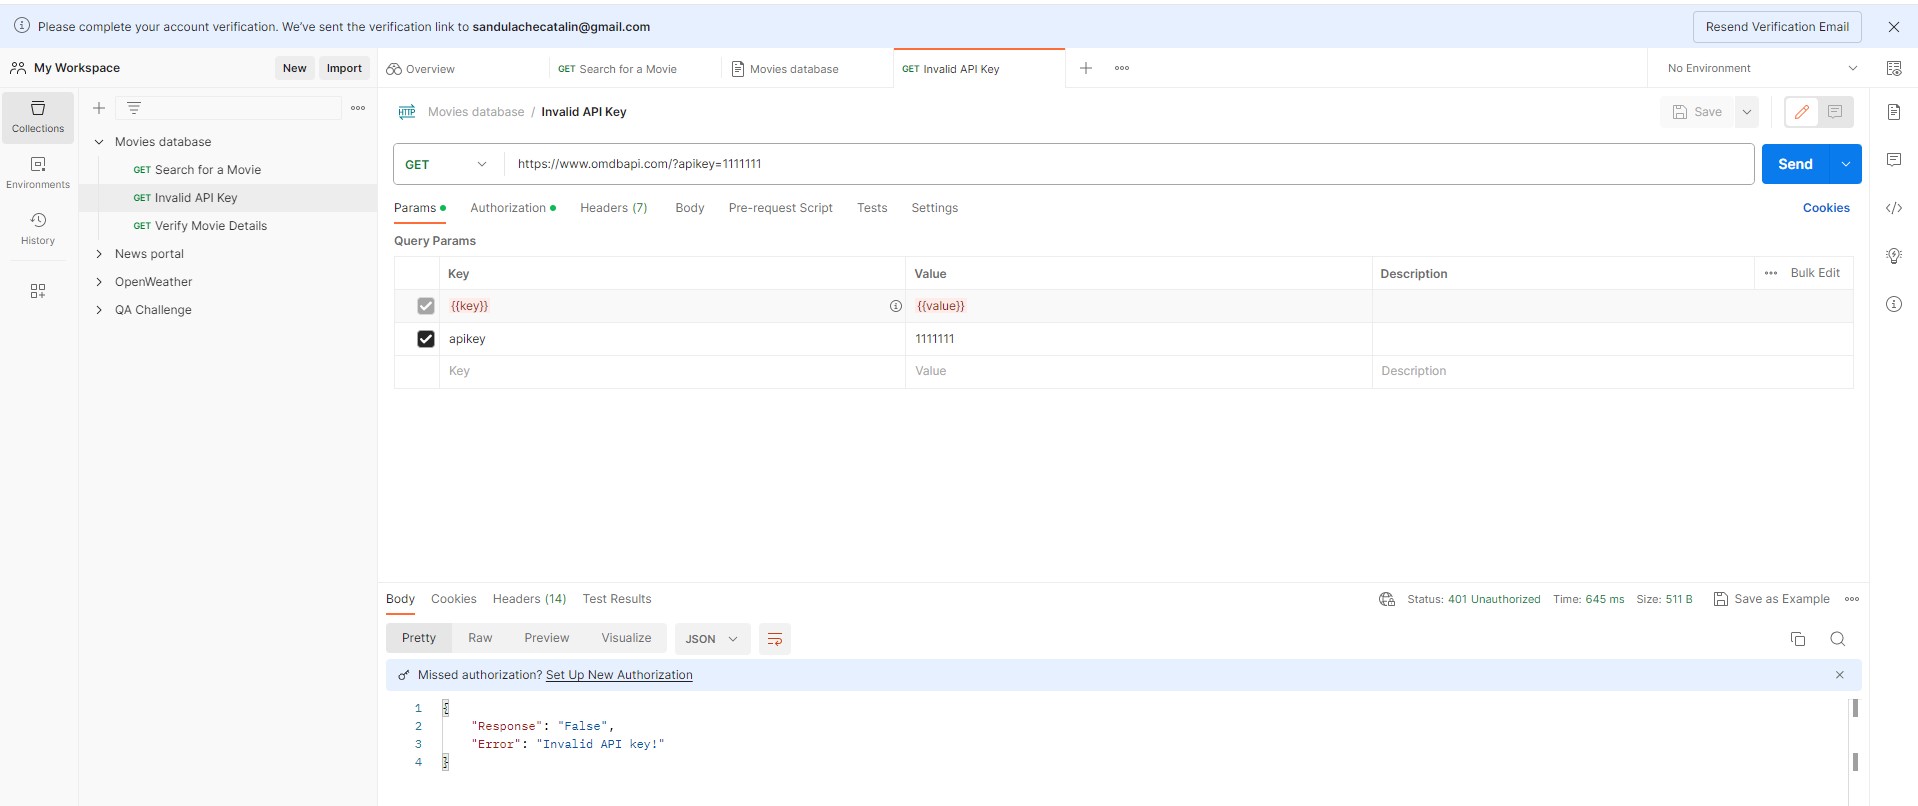 Please complete your account verification. We've sent the verification link to sandulachecatalin@gmail.com
Resend Verification Email
My Workspace
New
Import
Overview
GET Search for a Movie
Movies database
GET Invalid API Key
No Environment
Collections
Environments
History
Movies database
GET Search for a Movie
GET Invalid API Key
GET Verify Movie Details
News portal
OpenWeather
QA Challenge
HTTP Movies database / Invalid API Key
Save
GET
https://www.omdbapi.com/?apikey=1111111
Send
Params
Authorization
Headers (7)
Body
Pre-request Script
Tests
Settings
Cookies
Query Params
Key Value Description Bulk Edit
{{key}} {{value}}
apikey 1111111
Key Value Description
Body
Cookies
Headers (14)
Test Results
Status: 401 Unauthorized Time: 645 ms Size: 511 B
Save as Example
Pretty
Raw
Preview
Visualize
JSON
Missed authorization? Set Up New Authorization
1 {
2 "Response": "False",
3 "Error": "Invalid API key!"
4 }